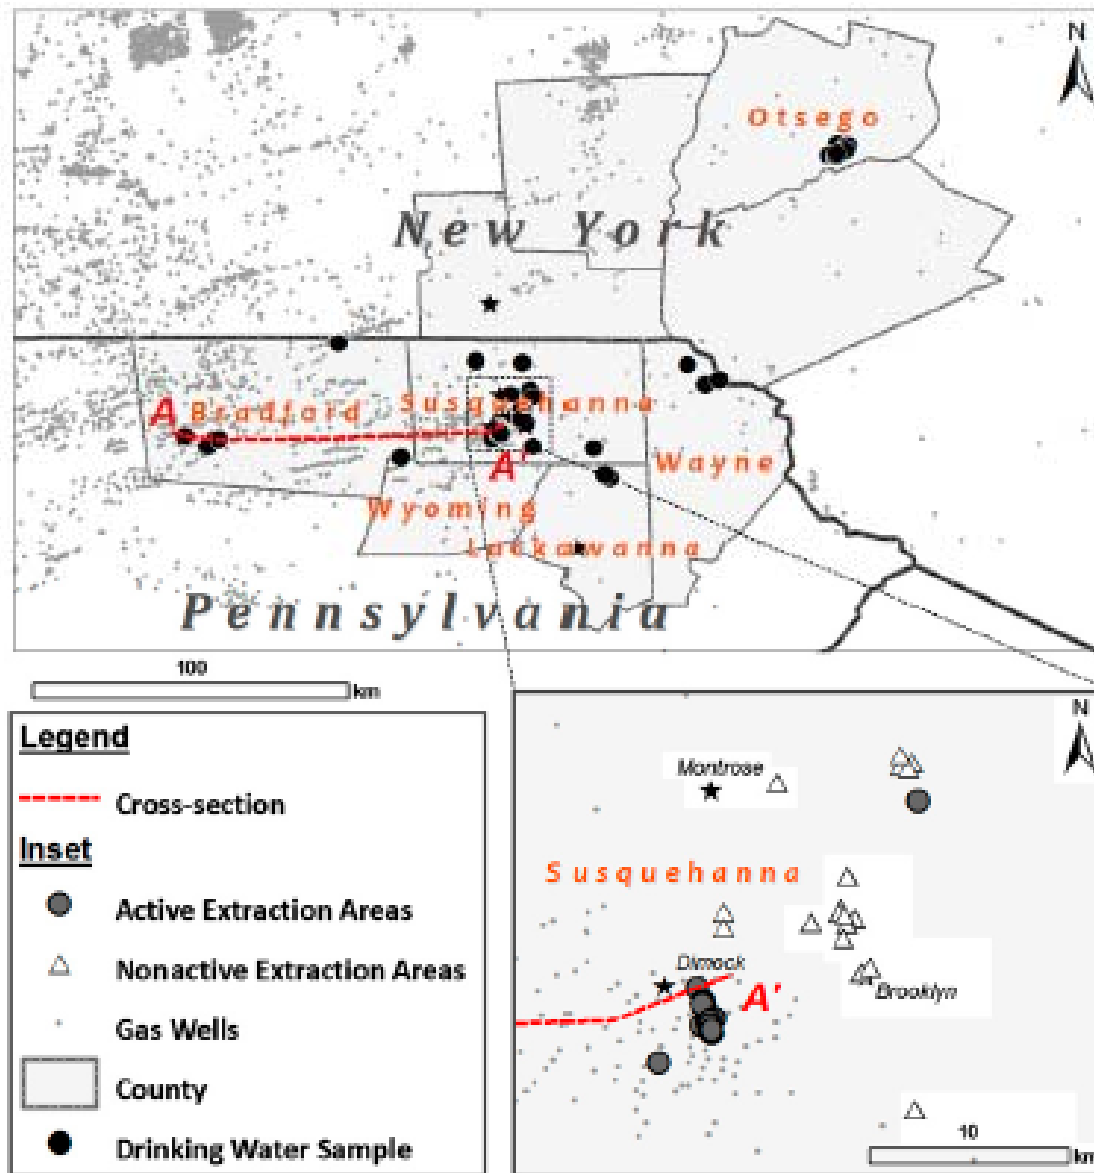 N
Otsego
New York
A Bradford
Susquehanna
A'
Wayne
Wyoming
Lackawanna
Pennsylvania
100
km
Legend
Cross-section
Inset
Active Extraction Areas
Nonactive Extraction Areas
Gas Wells
County
Drinking Water Sample
N
Montrose
Susquehanna
Dimock
A'
Brooklyn
10
km